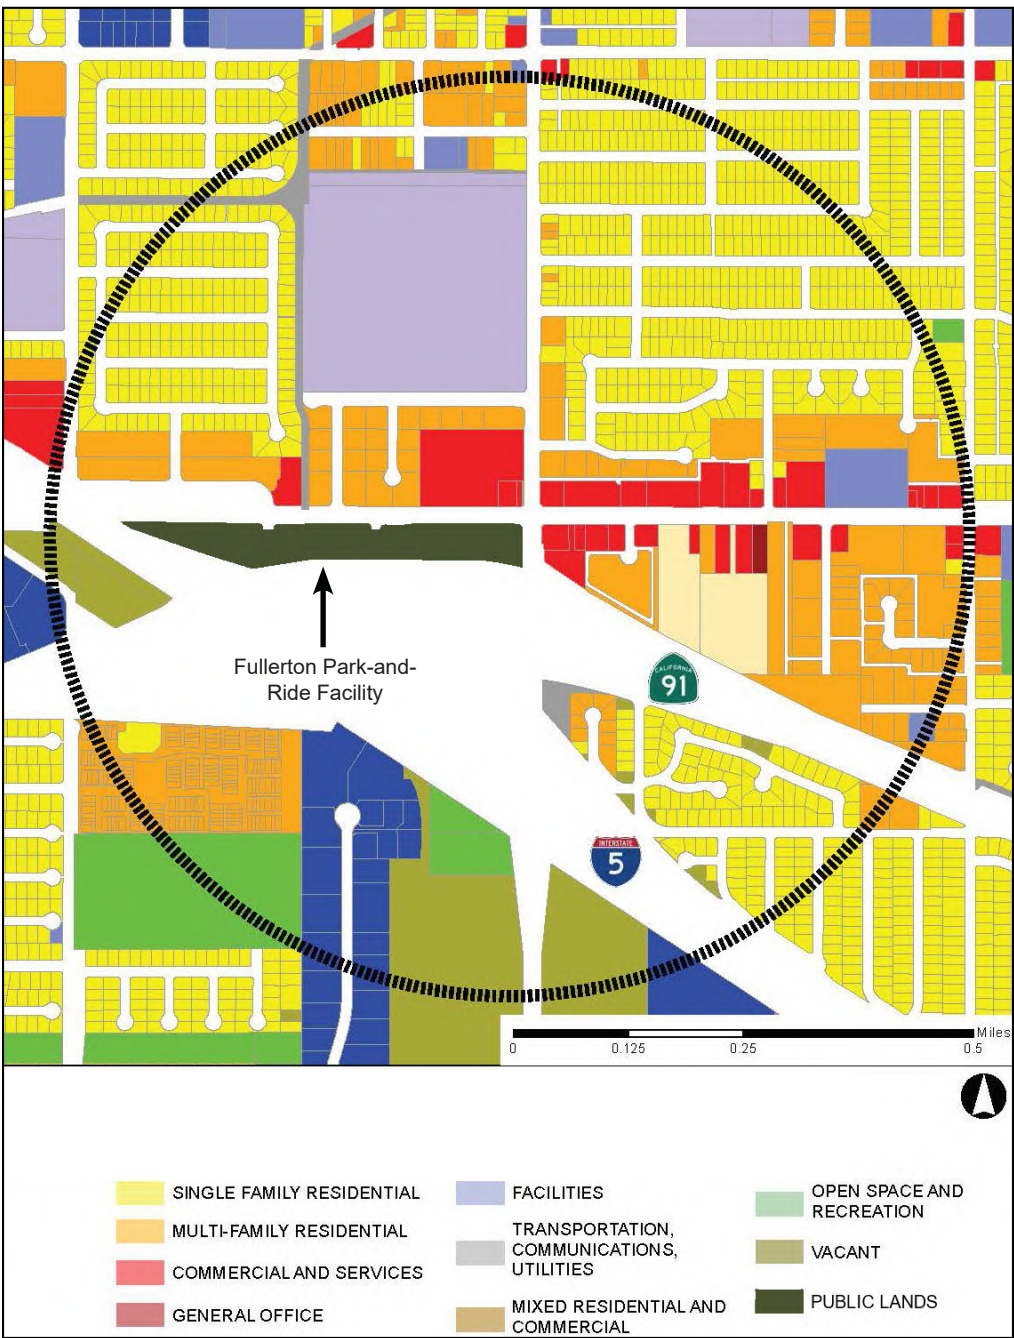 Fullerton Park-and-
Ride Facility
CALIFORNIA
91
INTERSTATE
5
Miles
0 0.125 0.25 0.5
SINGLE FAMILY RESIDENTIAL
MULTI-FAMILY RESIDENTIAL
COMMERCIAL AND SERVICES
GENERAL OFFICE
FACILITIES
TRANSPORTATION,
COMMUNICATIONS,
UTILITIES
MIXED RESIDENTIAL AND
COMMERCIAL
OPEN SPACE AND
RECREATION
VACANT
PUBLIC LANDS